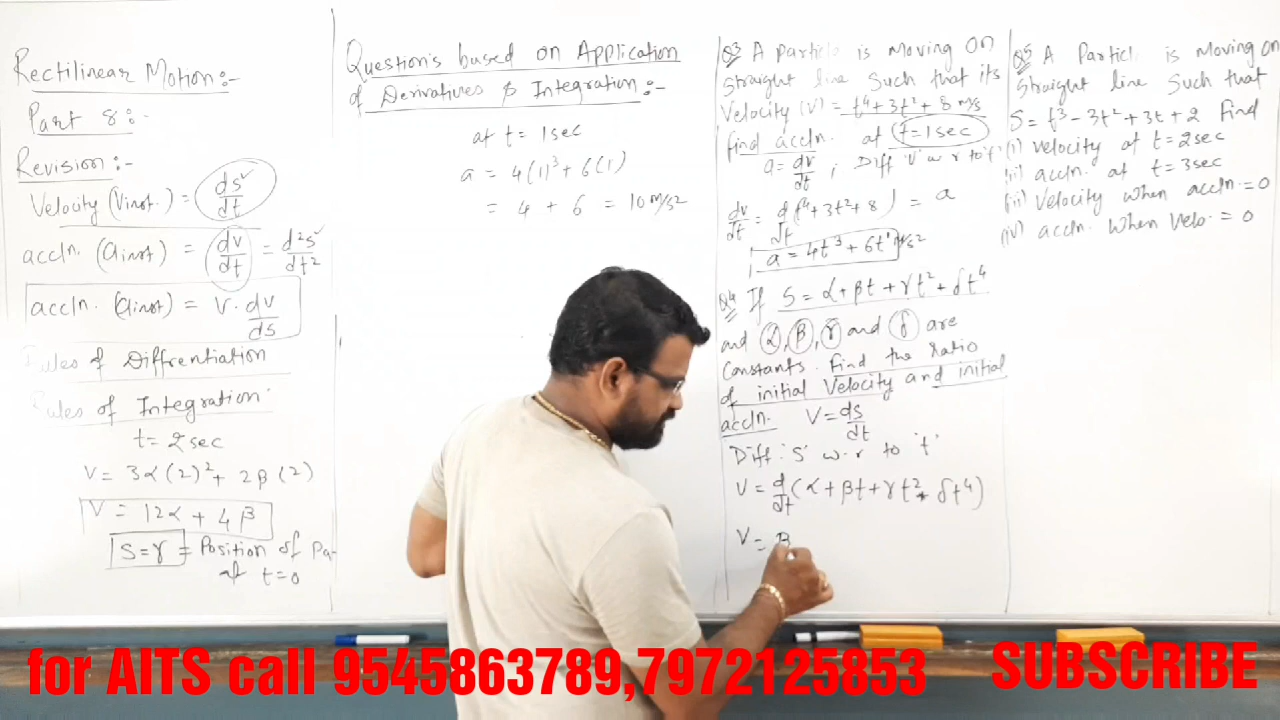 Rectilinear Motion:-
Part 8:-
Revision:-
Velocity (Vinst.) = ds/dt
accln. (ainst) = dv/dt = d²s/dt²
accln. (ainst) = V. dv/ds
Rules of Diffrentiation
Rules of Integration
t = 2 sec
V = 3α(2)² + 2β(2)
V = 12α + 4β
S = γ = Position of Par
at t = 0
Question's based on Application
of Derivatives & Integration:-
at t = 1sec
a = 4(1)³ + 6(1)
= 4 + 6 = 10 m/s²
Q3 A Particle is Moving On
Straight line Such that its
Velocity (V) = t⁴+3t²+8 m/s
find accln. at t=1sec
a = dv/dt ; Diff 'V' w r to 't'
dv/dt = d/dt (t⁴+3t²+8) = a
a = 4t³ + 6t¹ m/s²
Q4 If S = α+βt+γt²+δt⁴
and α, β, γ and δ are
Constants. Find the ratio
of initial Velocity and initial
accln. V = ds/dt
Diff 'S' w.r to 't'
V = d/dt (α+βt+γt²+δt⁴)
V = β
Q5 A Particle is Moving on
Straight line Such that
S = t³-3t²+3t+2 Find
(i) Velocity at t=2sec
(ii) accln. at t=3sec
(iii) Velocity when accln.=0
(iv) accln. When Velo.=0
for AITS call 9545863789,7972125853
SUBSCRIBE